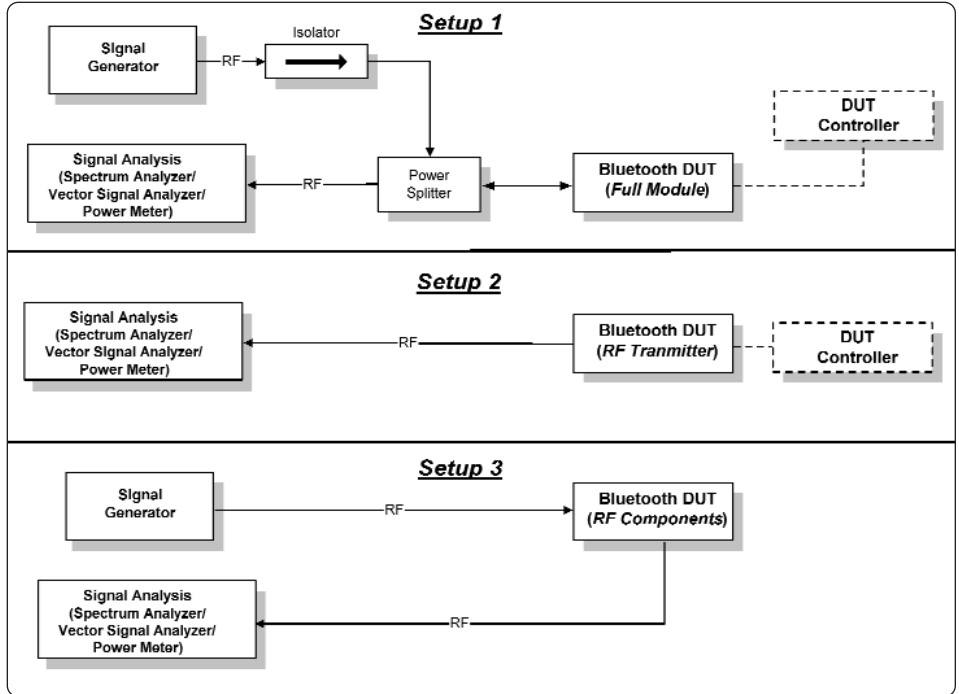 Setup 1
Signal
Generator
RF
Isolator
DUT
Controller
Signal Analysis
(Spectrum Analyzer/
Vector Signal Analyzer/
Power Meter)
RF
Power
Splitter
Bluetooth DUT
(Full Module)
Setup 2
Signal Analysis
(Spectrum Analyzer/
Vector Signal Analyzer/
Power Meter)
RF
Bluetooth DUT
(RF Tranmitter)
DUT
Controller
Setup 3
Signal
Generator
RF
Bluetooth DUT
(RF Components)
Signal Analysis
(Spectrum Analyzer/
Vector Signal Analyzer/
Power Meter)
RF